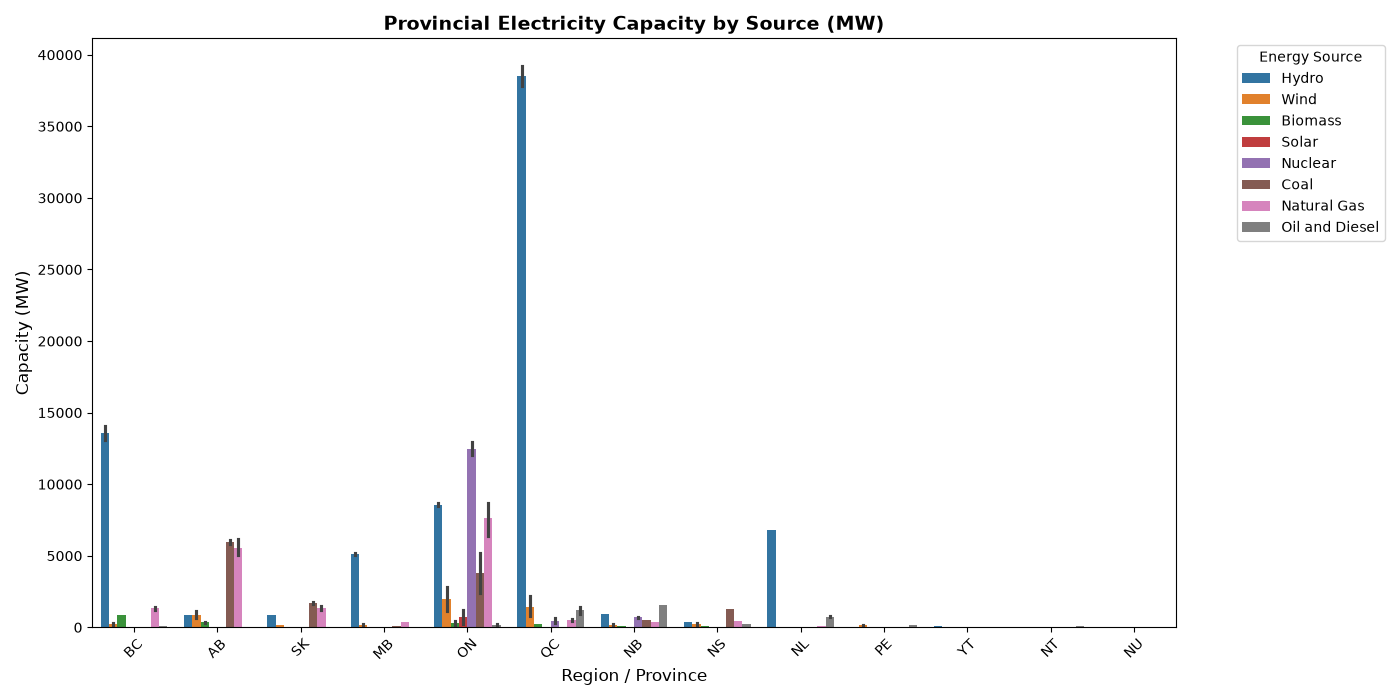 Provincial Electricity Capacity by Source (MW)
Capacity (MW)
40000
35000
30000
25000
20000
15000
10000
5000
0
BC
AB
SK
MB
ON
QC
NB
NS
NL
PE
YT
NT
NU
Region / Province
Energy Source
Hydro
Wind
Biomass
Solar
Nuclear
Coal
Natural Gas
Oil and Diesel